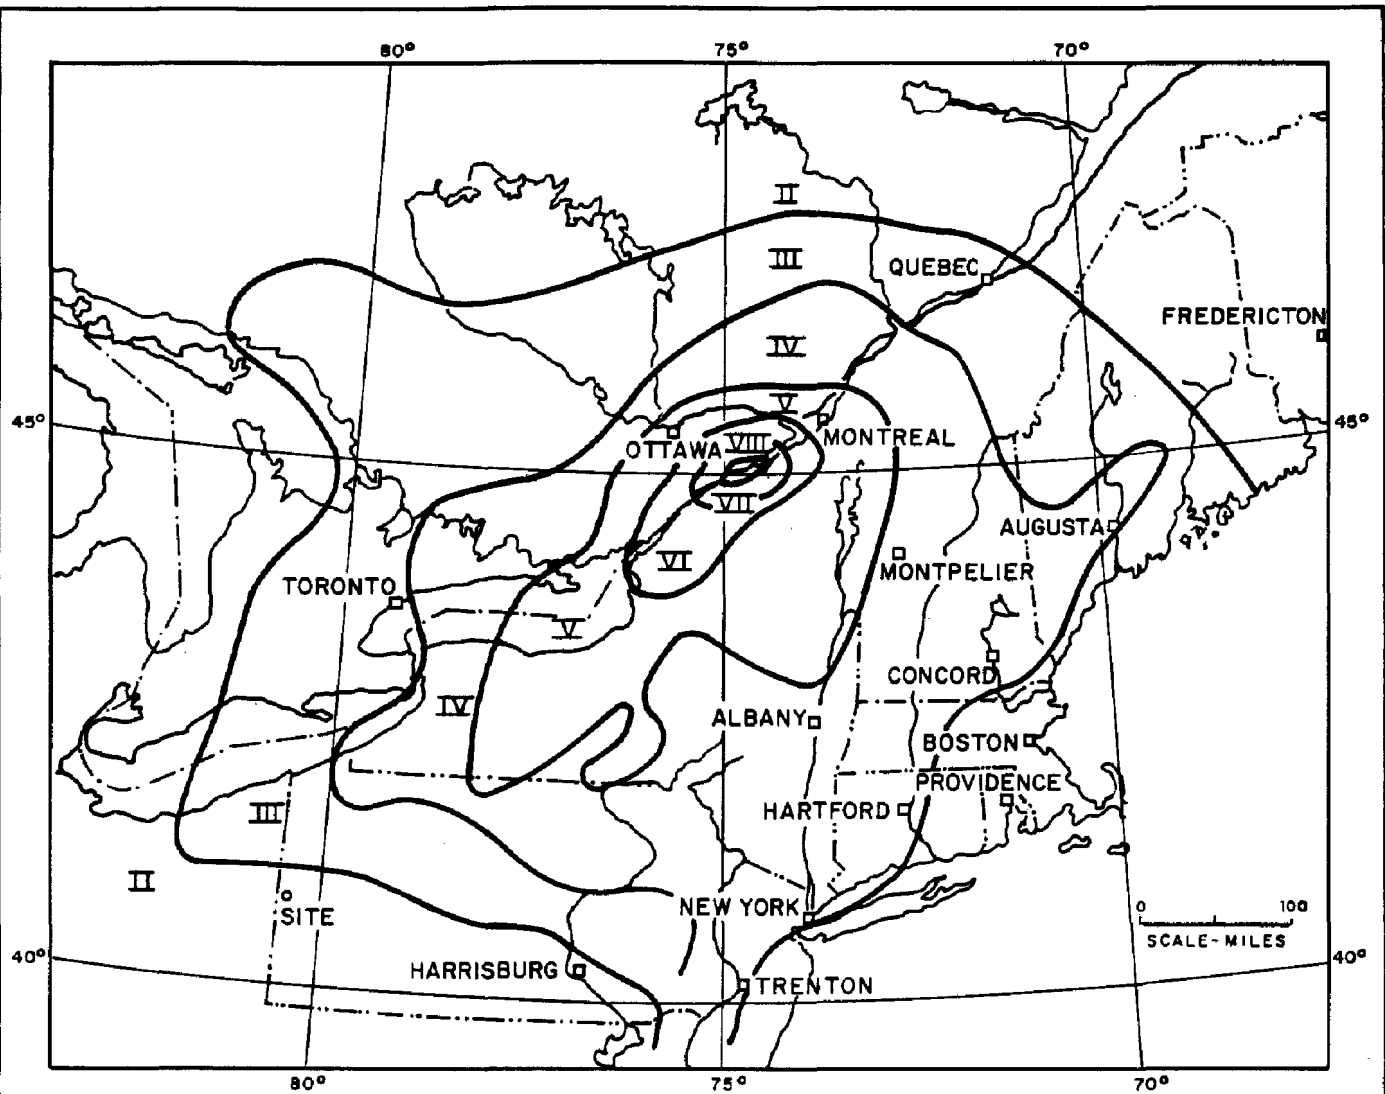 80° 75° 70°
II
III
QUEBEC
FREDERICTON
IV
V
45° 45°
OTTAWA VIII MONTREAL
VII
AUGUSTA
VI
MONTPELIER
TORONTO
V
CONCORD
IV
ALBANY
BOSTON
PROVIDENCE
III HARTFORD
II
SITE
NEW YORK
0 100
SCALE-MILES
40° 40°
HARRISBURG
TRENTON
80° 75° 70°